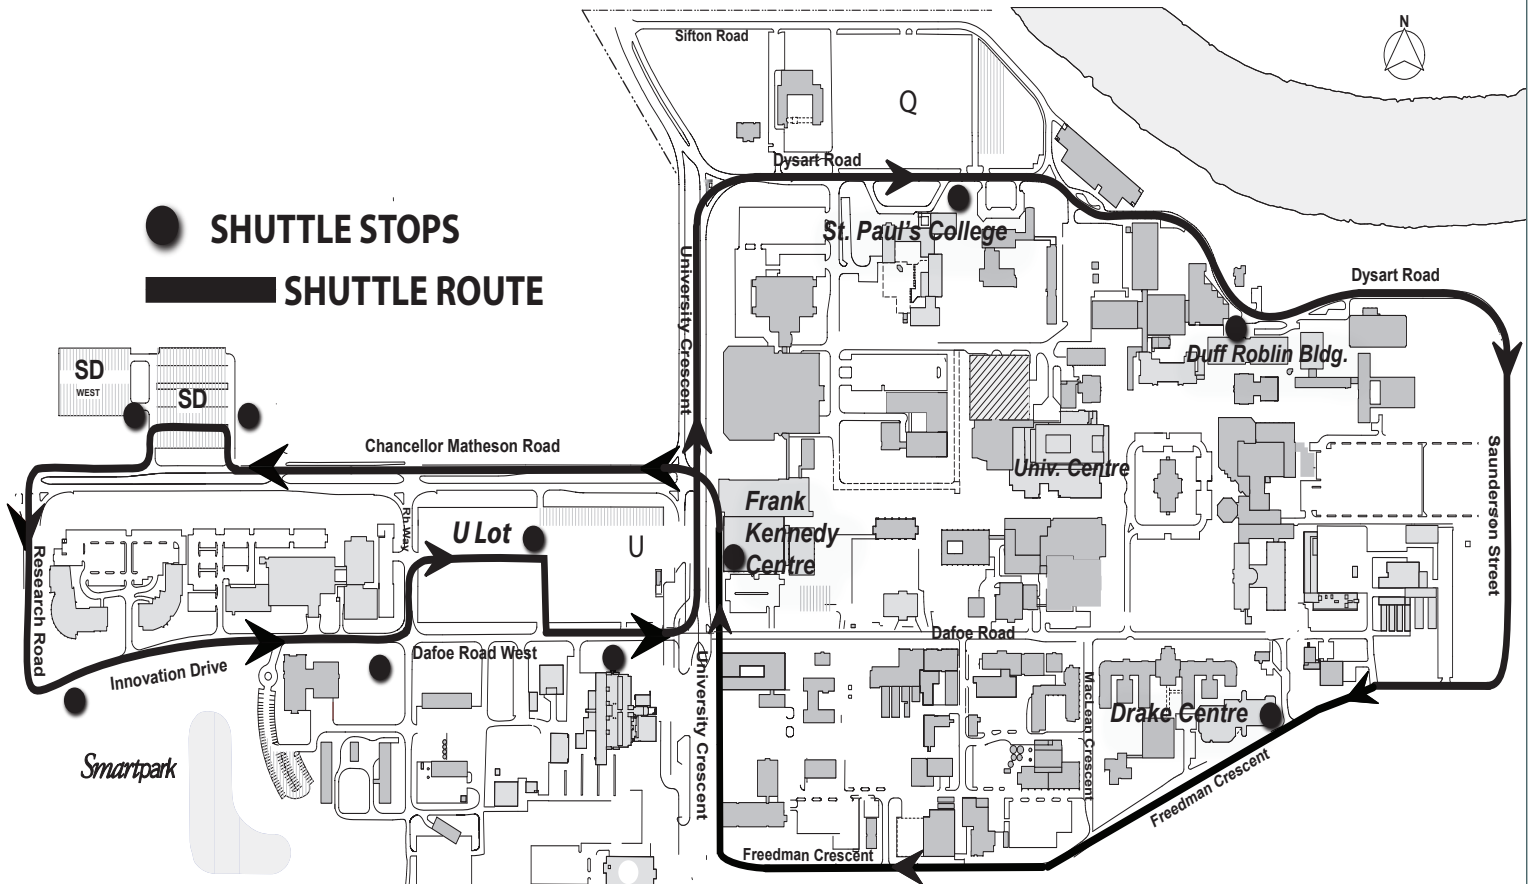 N
Sifton Road
Q
Dysart Road
SHUTTLE STOPS
St. Paul's College
University Crescent
Dysart Road
SHUTTLE ROUTE
Duff Roblin Bldg.
SD
WEST
SD
Chancellor Matheson Road
Univ. Centre
Saunderson Street
Frank
Kennedy
Centre
Rh Way
U Lot
U
Research Road
Dafoe Road
Dafoe Road West
Innovation Drive
University Crescent
MacLean Crescent
Drake Centre
Smartpark
Freedman Crescent
Freedman Crescent